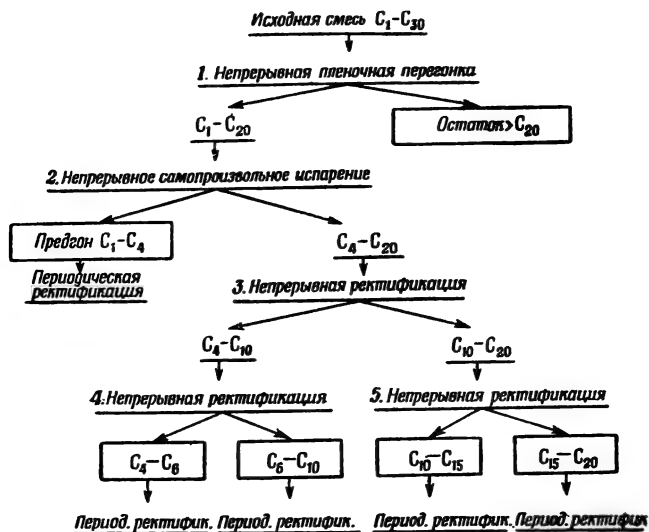 Исходная смесь C₁–C₃₀
1. Непрерывная пленочная перегонка
C₁–C₂₀
Остаток>C₂₀
2. Непрерывное самопроизвольное испарение
Предгон C₁–C₄
C₄–C₂₀
Периодическая
ректификация
3. Непрерывная ректификация
C₄–C₁₀
C₁₀–C₂₀
4. Непрерывная ректификация
5. Непрерывная ректификация
C₄–C₆
C₆–C₁₀
C₁₀–C₁₅
C₁₅–C₂₀
Период. ректифик. Период. ректифик. Период. ректифик. Период. ректифик